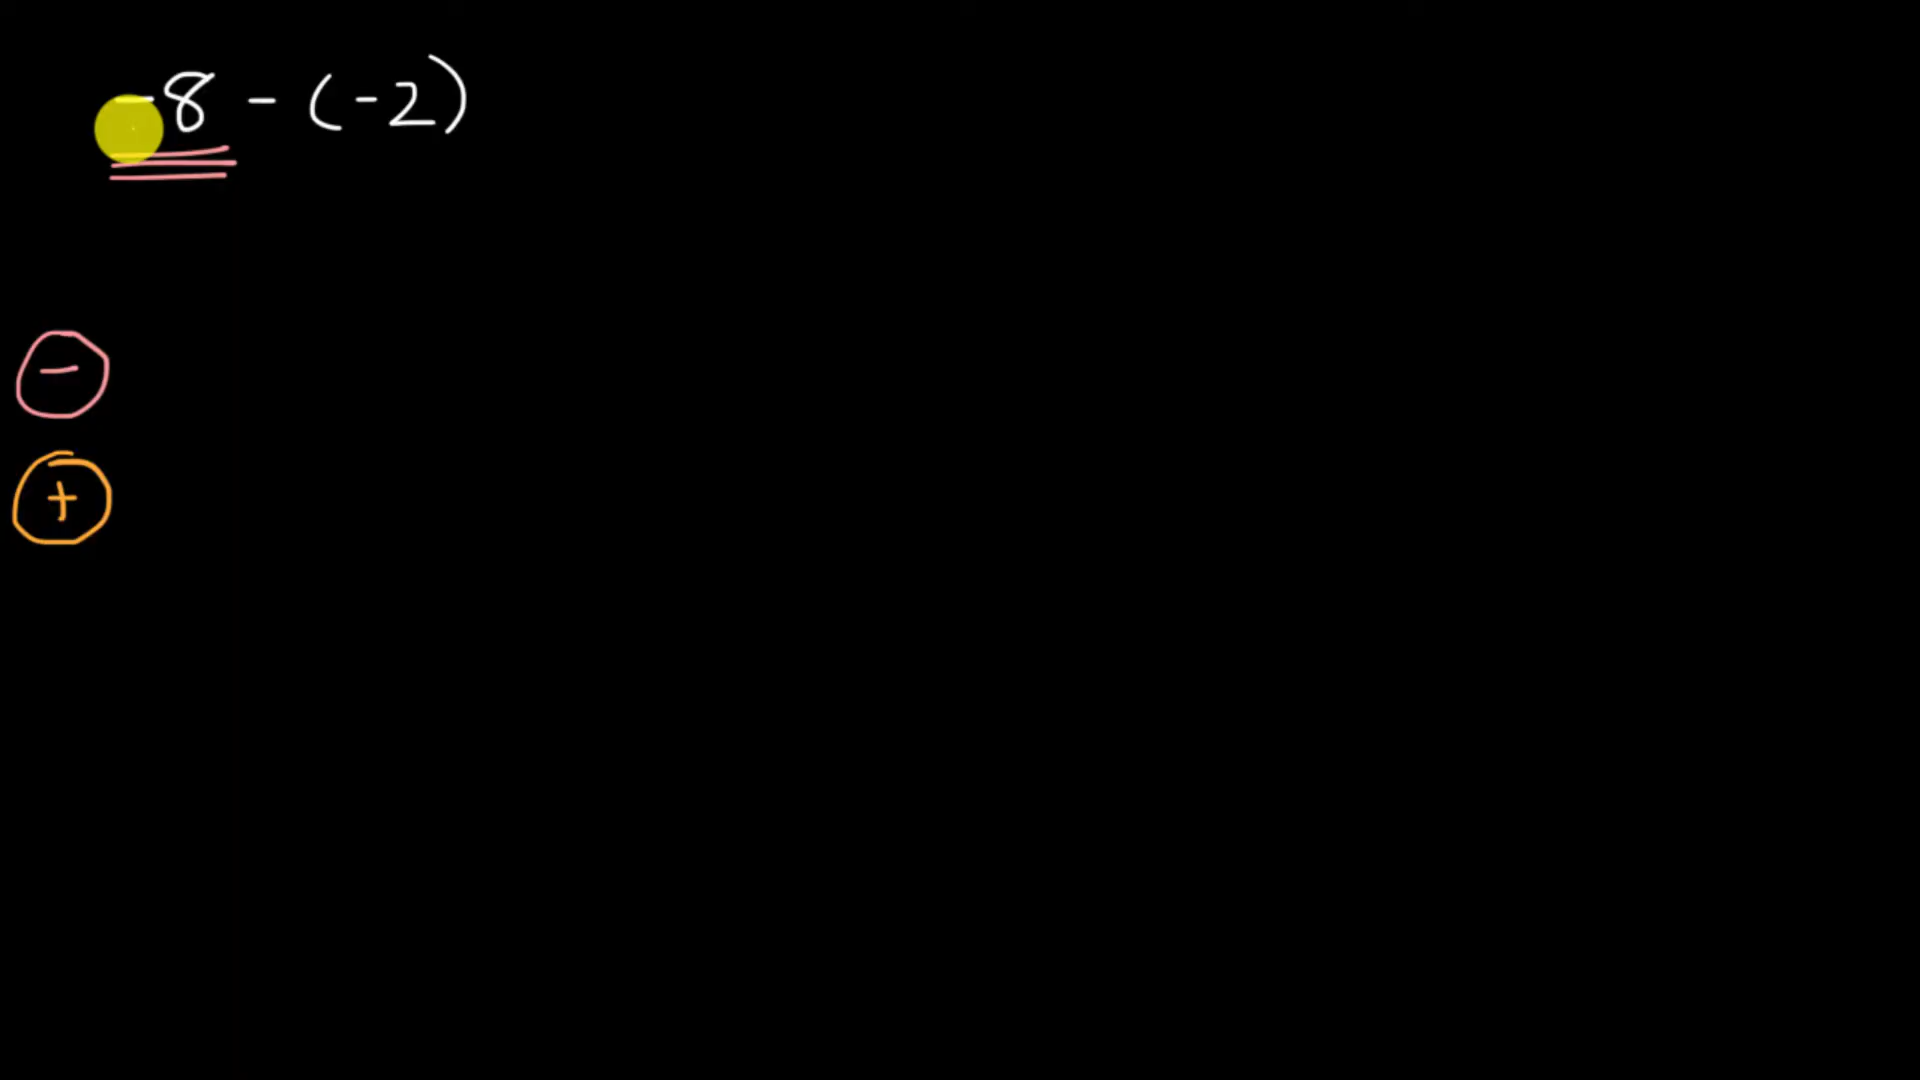 -8 - (-2)
-
+